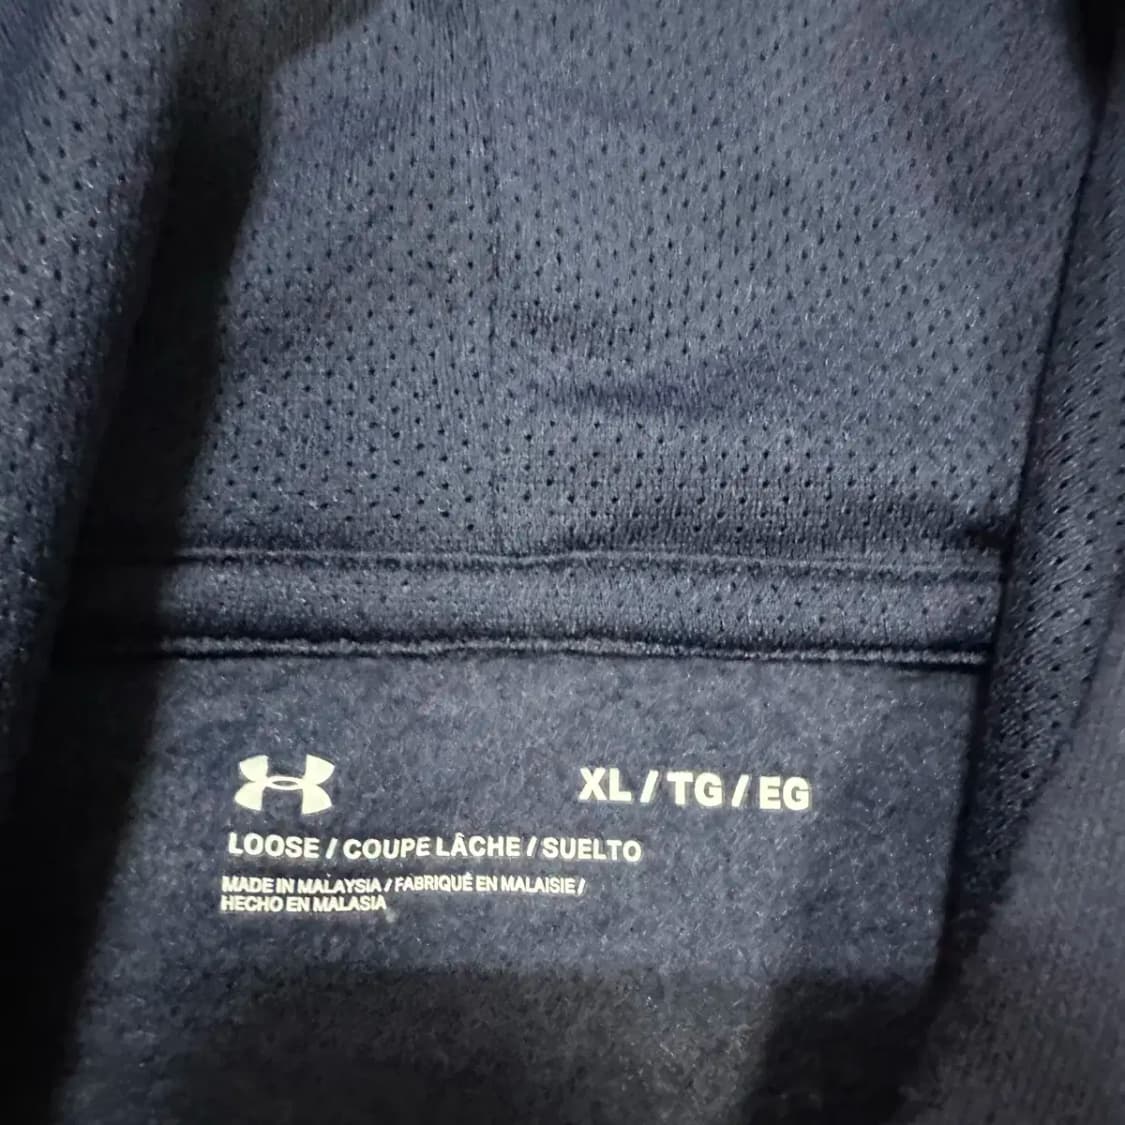 XL / TG / EG
LOOSE / COUPE LÂCHE / SUELTO
MADE IN MALAYSIA / FABRIQUÉ EN MALAISIE /
HECHO EN MALASIA